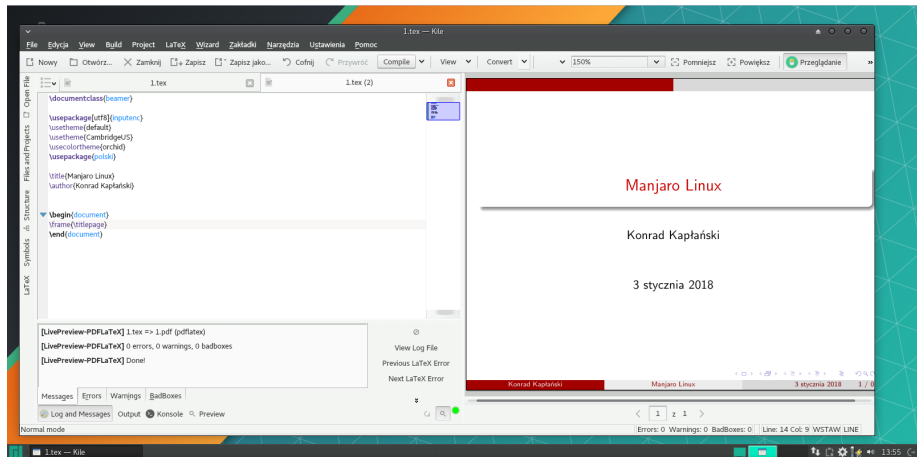 1.tex — Kile
File Edycja View Build Project LaTeX Wizard Zakładki Narzędzia Ustawienia Pomoc
Nowy Otwórz... Zamknij Zapisz Zapisz jako... Cofnij Przywróć Compile View Convert 150% Pomniejsz Powiększ Przeglądanie »
Open File
Files and Projects
Structure
Symbols
LaTeX
1.tex 1.tex (2)
\documentclass{beamer}
\usepackage[utf8]{inputenc}
\usetheme{default}
\usetheme{CambridgeUS}
\usecolortheme{orchid}
\usepackage{polski}
\title{Manjaro Linux}
\author{Konrad Kapłański}
\begin{document}
\frame{\titlepage}
\end{document}
Manjaro Linux
Konrad Kapłański
3 stycznia 2018
Konrad Kapłański Manjaro Linux 3 stycznia 2018 1 / 0
[LivePreview-PDFLaTeX] 1.tex => 1.pdf (pdflatex)
[LivePreview-PDFLaTeX] 0 errors, 0 warnings, 0 badboxes
[LivePreview-PDFLaTeX] Done!
View Log File
Previous LaTeX Error
Next LaTeX Error
Messages Errors Warnings BadBoxes
Log and Messages Output Konsole Preview
1 z 1
Normal mode
Errors: 0 Warnings: 0 BadBoxes: 0 Line: 14 Col: 9 WSTAW LINE
1.tex — Kile
13:55